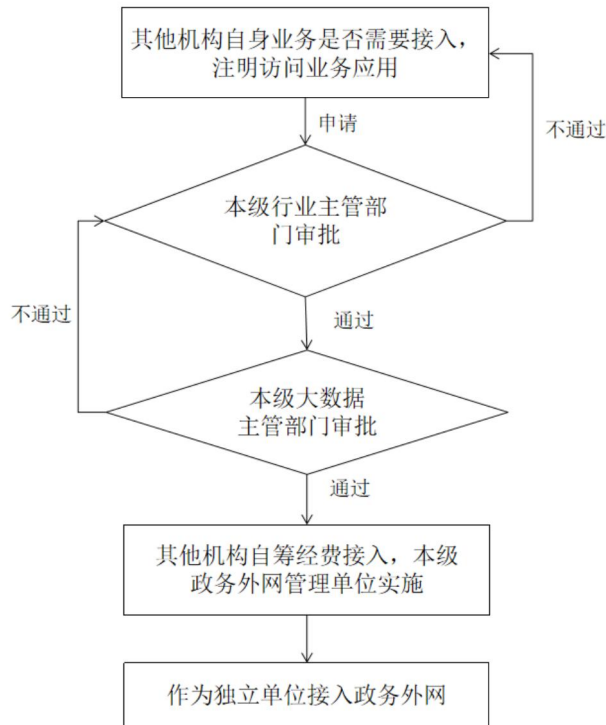 其他机构自身业务是否需要接入，
注明访问业务应用
申请
不通过
本级行业主管部
门审批
不通过
通过
本级大数据
主管部门审批
通过
其他机构自筹经费接入，本级
政务外网管理单位实施
作为独立单位接入政务外网